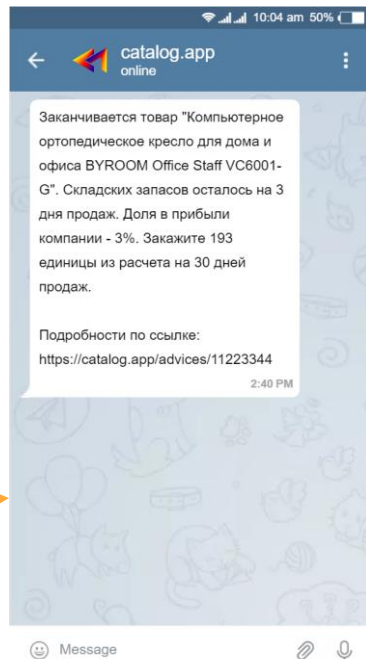 10:04 am 50%
catalog.app
online
Заканчивается товар "Компьютерное
ортопедическое кресло для дома и
офиса BYROOM Office Staff VC6001-
G". Складских запасов осталось на 3
дня продаж. Доля в прибыли
компании - 3%. Закажите 193
единицы из расчета на 30 дней
продаж.
Подробности по ссылке:
https://catalog.app/advices/11223344
2:40 PM
Message